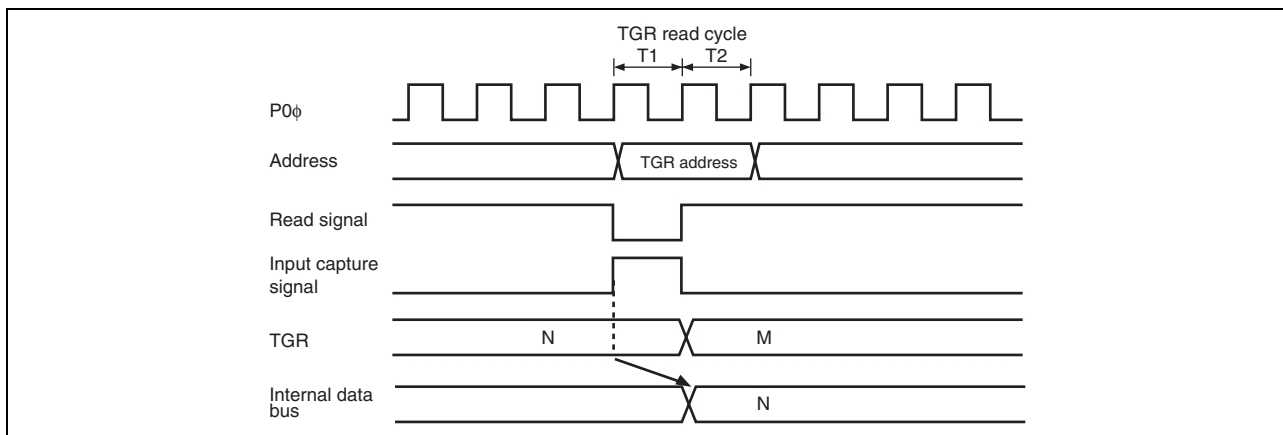 TGR read cycle
T1 T2
P0ϕ
Address
TGR address
Read signal
Input capture
signal
TGR
N M
Internal data
bus
N